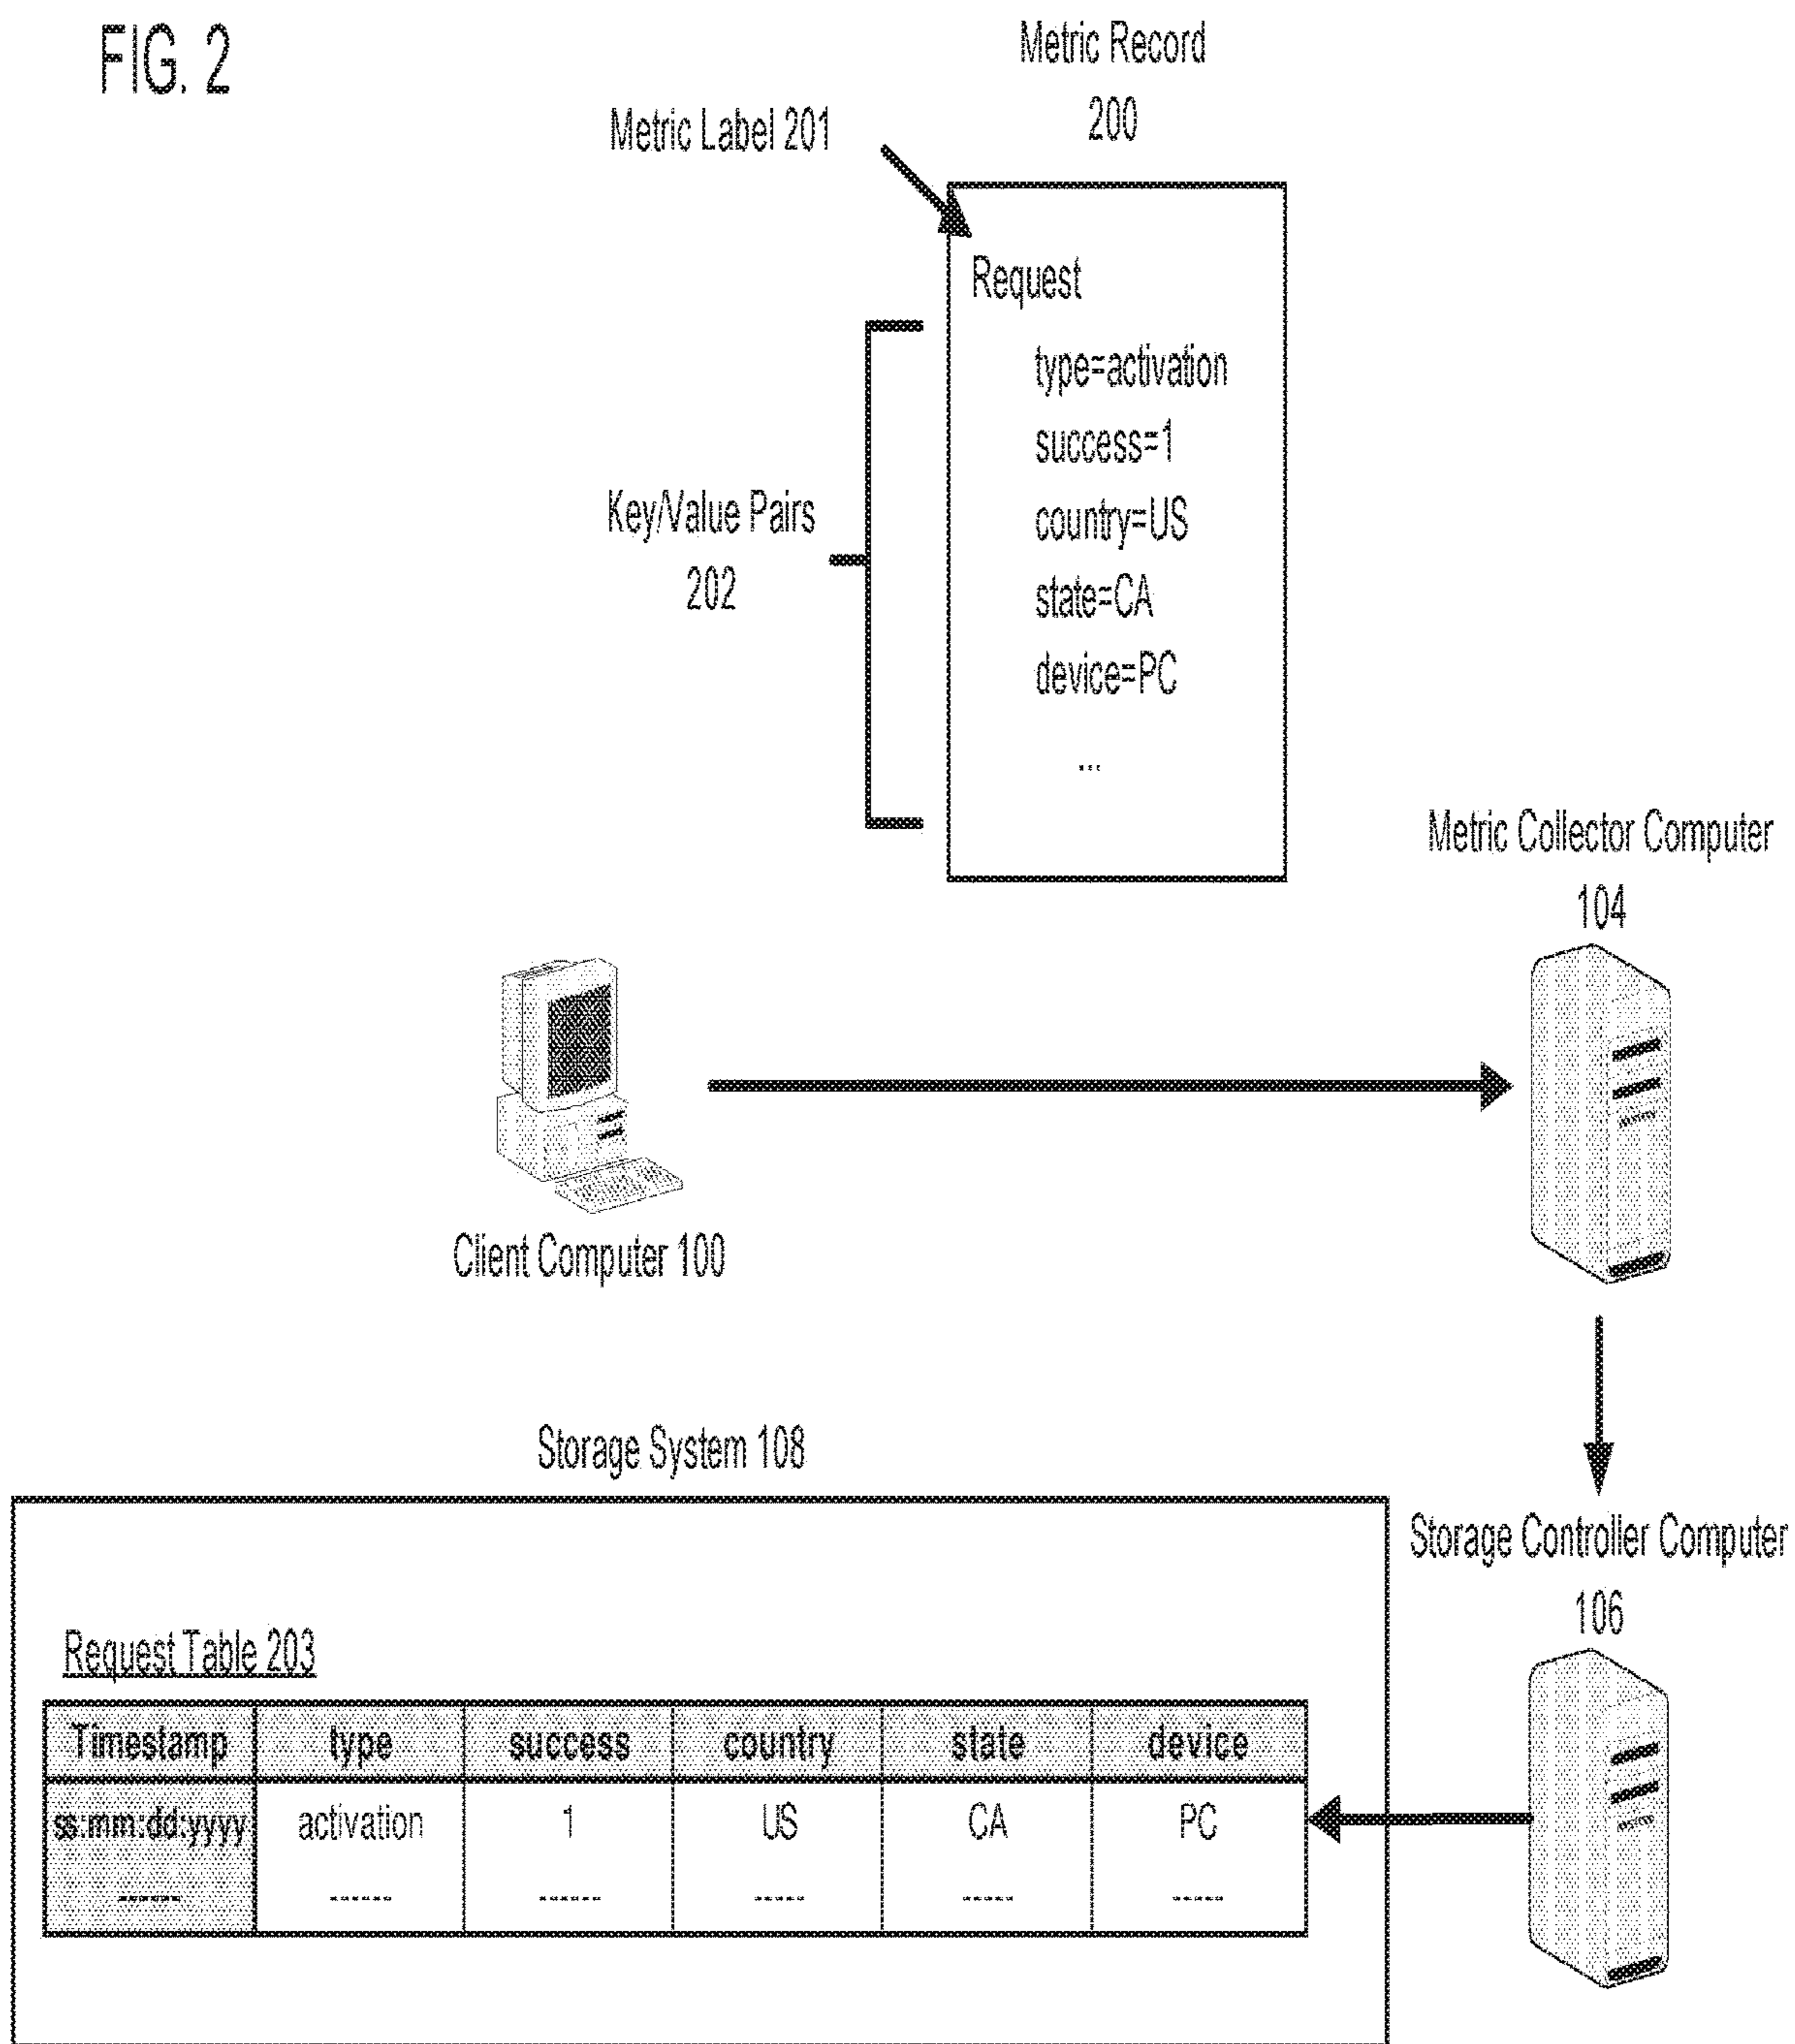 FIG. 2
Metric Record
200
Metric Label 201
Request
type=activation
success=1
country=US
state=CA
device=PC
...
Key/Value Pairs
202
Metric Collector Computer
104
Client Computer 100
Storage System 108
Storage Controller Computer
106
Request Table 203
Timestamp type success country state device
ss:mm:dd:yyyy activation 1 US CA PC
----- ----- ----- ----- ----- -----